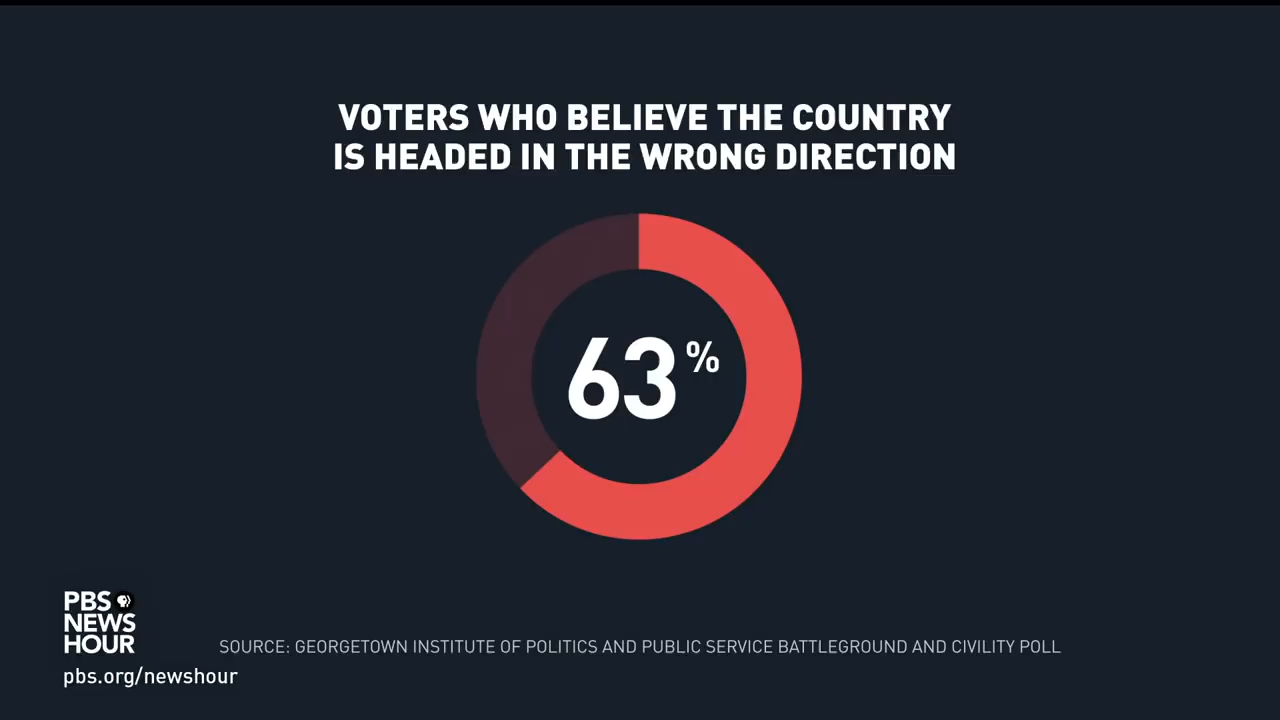 VOTERS WHO BELIEVE THE COUNTRY
IS HEADED IN THE WRONG DIRECTION
63%
PBS
NEWS
HOUR
SOURCE: GEORGETOWN INSTITUTE OF POLITICS AND PUBLIC SERVICE BATTLEGROUND AND CIVILITY POLL
pbs.org/newshour